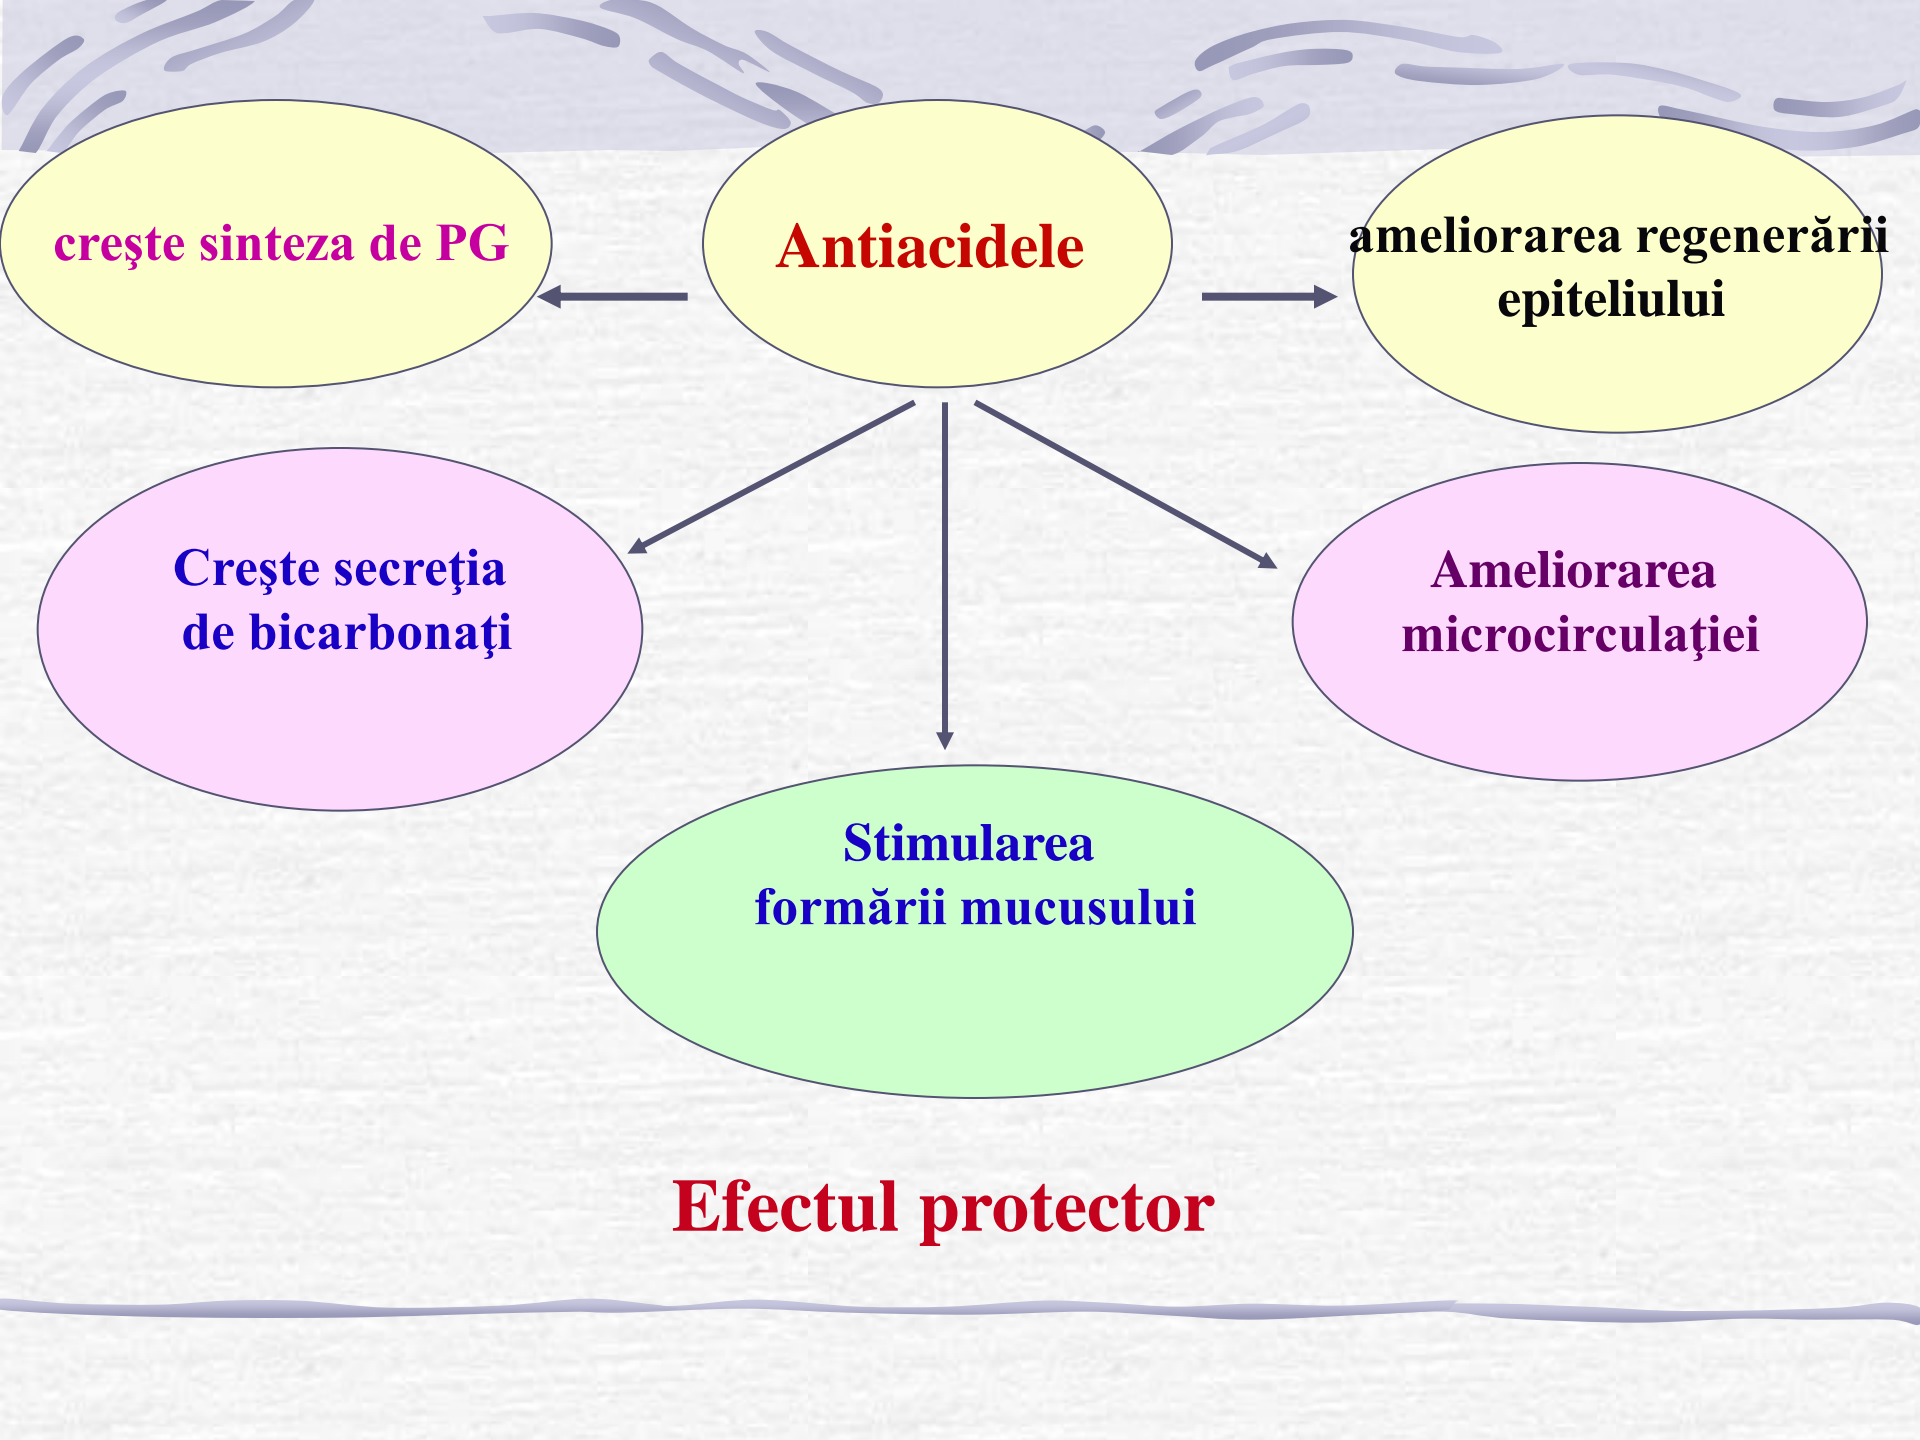 creşte sinteza de PG
Antiacidele
ameliorarea regenerării
epiteliului
Creşte secreţia
de bicarbonaţi
Ameliorarea
microcirculaţiei
Stimularea
formării mucusului
Efectul protector